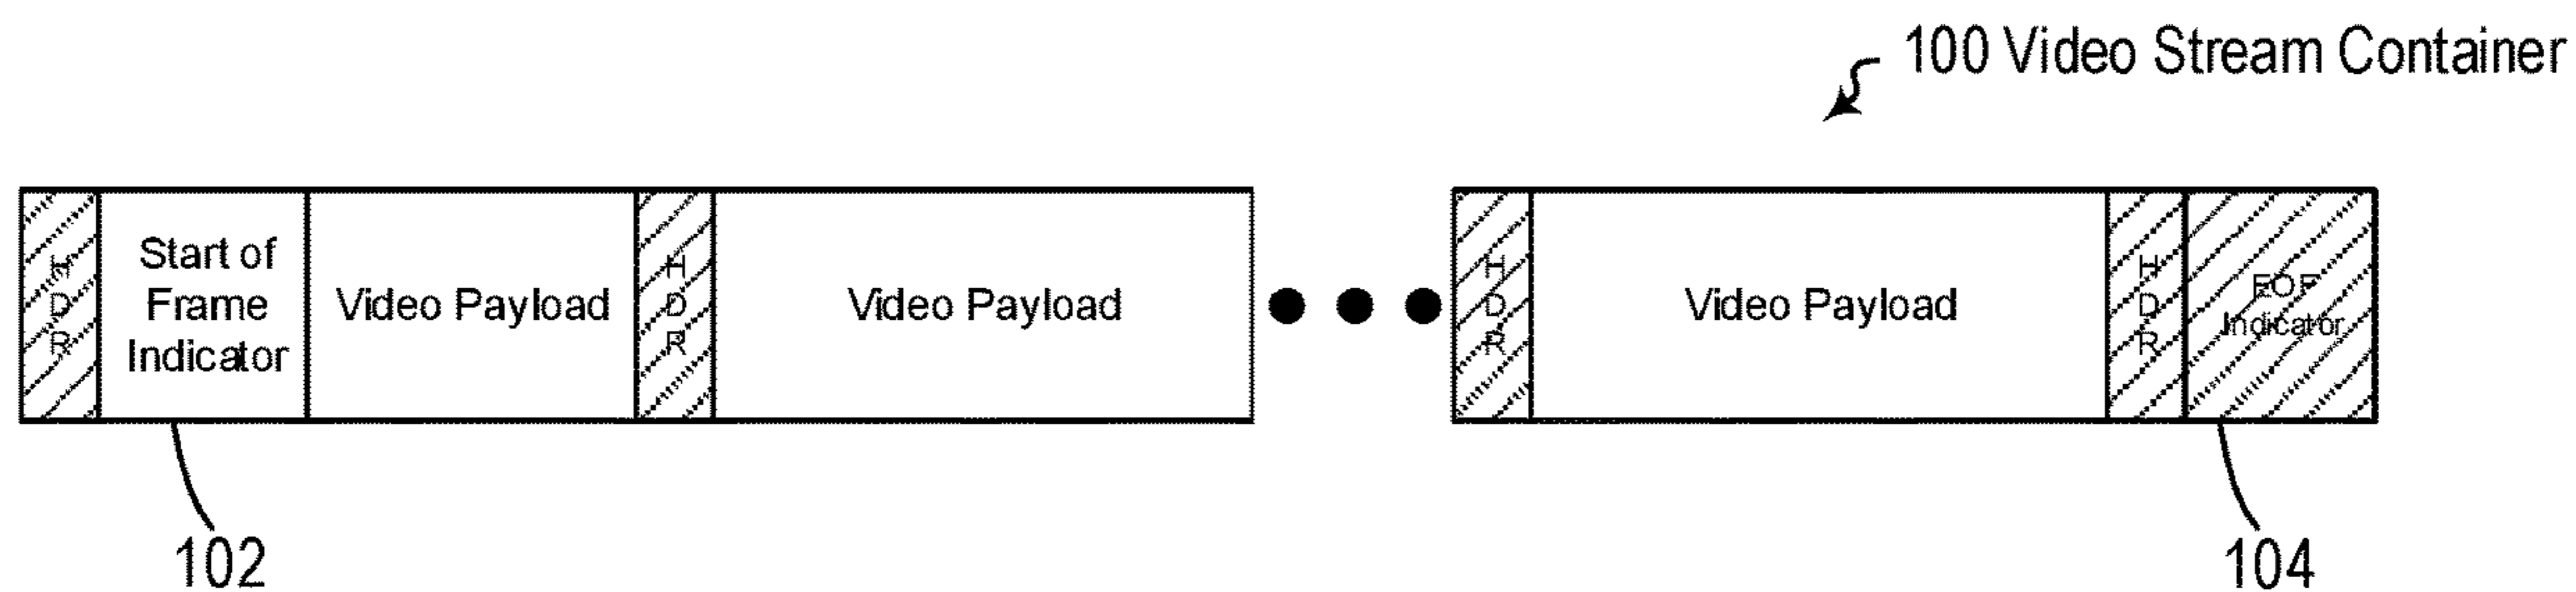 100 Video Stream Container
H
D
R
Start of
Frame
Indicator
Video Payload
H
D
R
Video Payload
H
D
R
Video Payload
H
D
R
EOF
Indicator
102
104